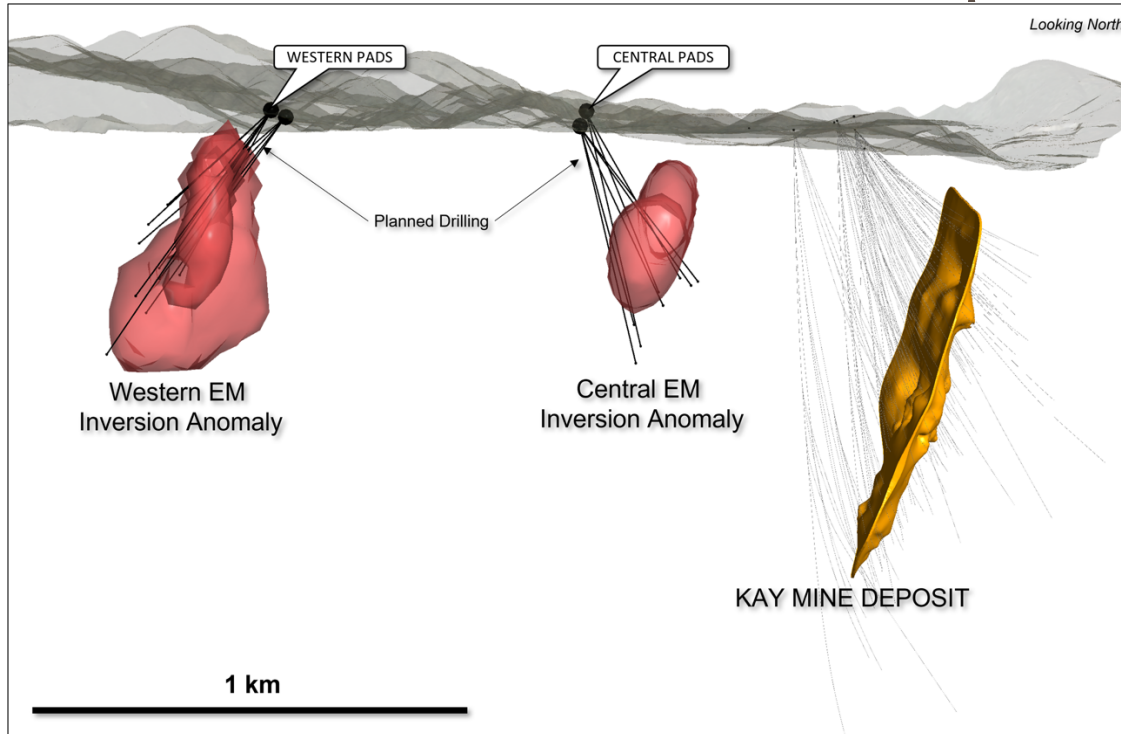 Looking North
WESTERN PADS
CENTRAL PADS
Planned Drilling
Western EM
Inversion Anomaly
Central EM
Inversion Anomaly
KAY MINE DEPOSIT
1 km